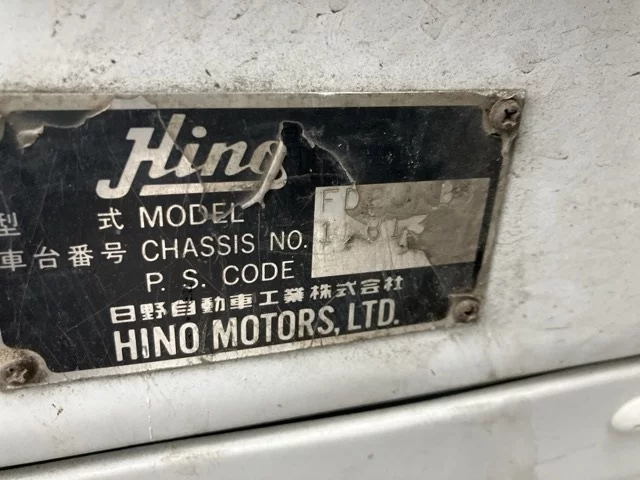 Hino
型 式 MODEL
車台番号 CHASSIS NO.
P. S. CODE
日野自動車工業株式会社
HINO MOTORS, LTD.